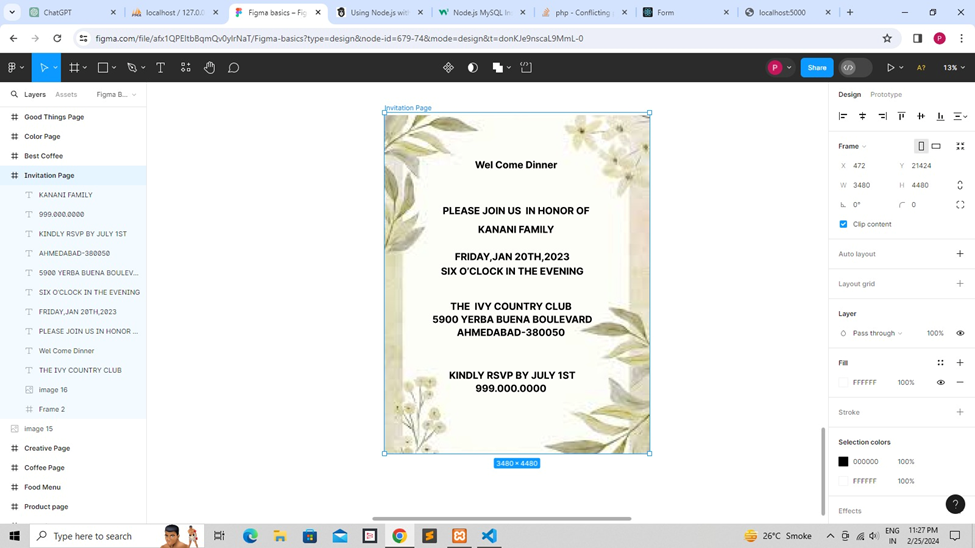 ChatGPT
localhost / 127.0.0
Figma basics – Fig
Using Node.js with
Node.js MySQL In
php - Conflicting
Form
localhost:5000
figma.com/file/afx1QPEItbBqmQv0yIrNaT/Figma-basics?type=design&node-id=679-74&mode=design&t=donKJe9nscaL9MmL-0
P
P
Share
A?
13%
Layers
Assets
Figma B...
Good Things Page
Color Page
Best Coffee
Invitation Page
KANANI FAMILY
999.000.0000
KINDLY RSVP BY JULY 1ST
AHMEDABAD-380050
5900 YERBA BUENA BOULEV...
SIX O'CLOCK IN THE EVENING
FRIDAY,JAN 20TH,2023
PLEASE JOIN US IN HONOR ...
Wel Come Dinner
THE IVY COUNTRY CLUB
image 16
Frame 2
image 15
Creative Page
Coffee Page
Food Menu
Product page
Invitation Page
Wel Come Dinner
PLEASE JOIN US IN HONOR OF
KANANI FAMILY
FRIDAY,JAN 20TH,2023
SIX O'CLOCK IN THE EVENING
THE IVY COUNTRY CLUB
5900 YERBA BUENA BOULEVARD
AHMEDABAD-380050
KINDLY RSVP BY JULY 1ST
999.000.0000
3480 × 4480
Design
Prototype
Frame
X 472 Y 21424
W 3480 H 4480
0° 0
Clip content
Auto layout
Layout grid
Layer
Pass through 100%
Fill
FFFFFF 100%
Stroke
Selection colors
000000 100%
FFFFFF 100%
Effects
?
Type here to search
26°C Smoke
ENG
IN
11:27 PM
2/25/2024